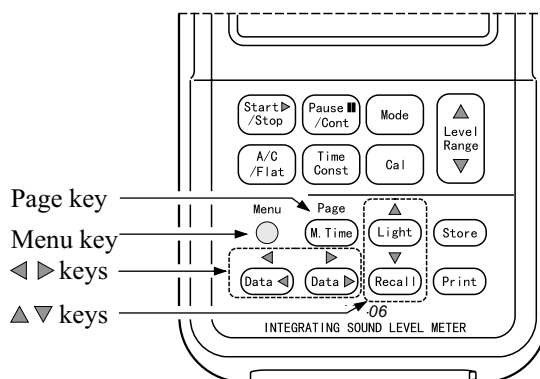 Start▶ /Stop
Pause▮▮ /Cont
Mode
▲ Level Range ▼
A/C /Flat
Time Const
Cal
Page key
Menu
Page
Menu key
M.Time
Light
Store
◀ ▶ keys
Data ◀
Data ▶
Recall
Print
▲ ▼ keys
06
INTEGRATING SOUND LEVEL METER